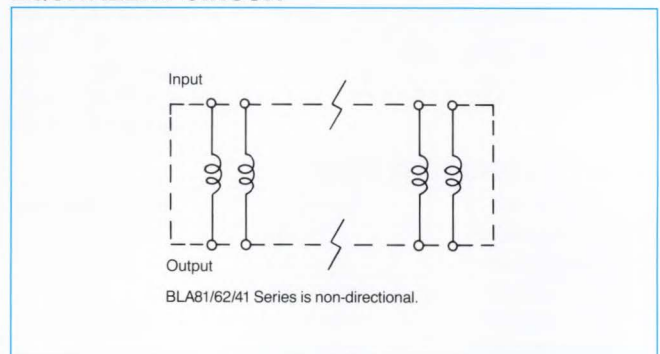 Input
Output
BLA81/62/41 Series is non-directional.